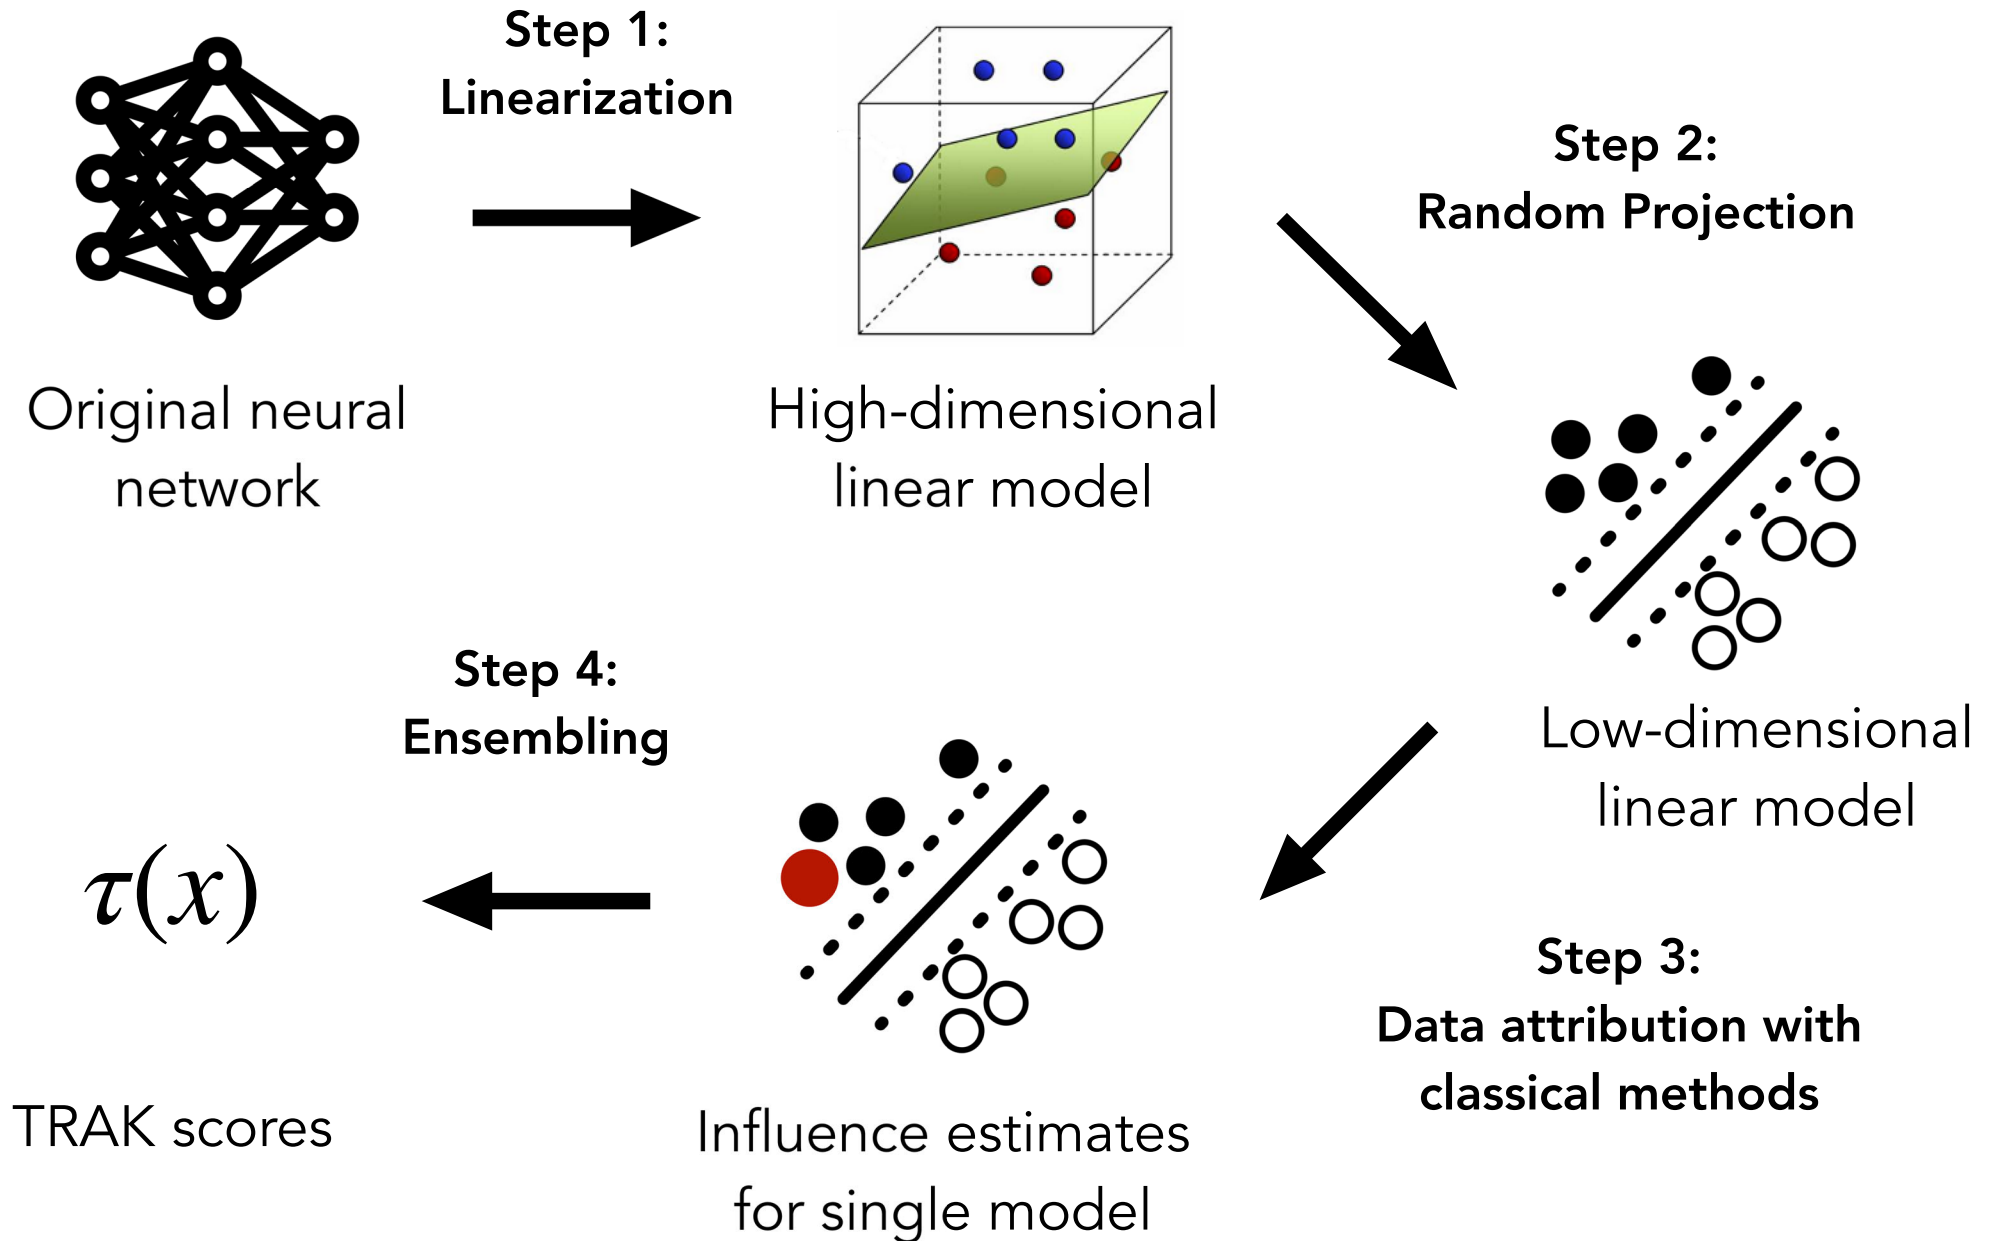 Step 1:
Linearization
Original neural
network
High-dimensional
linear model
Step 2:
Random Projection
Low-dimensional
linear model
Step 3:
Data attribution with
classical methods
Influence estimates
for single model
Step 4:
Ensembling
τ(x)
TRAK scores